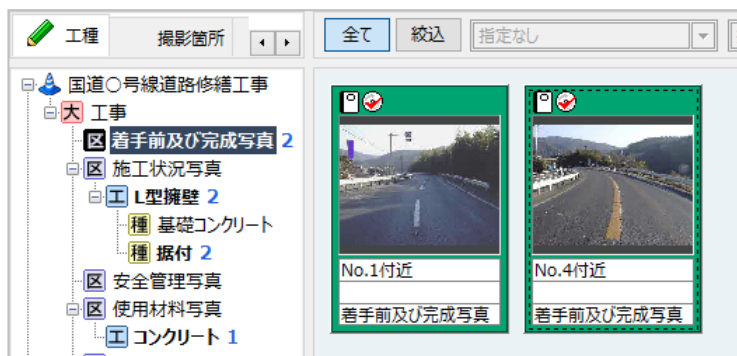 工種
撮影箇所
全て
絞込
指定なし
国道○号線道路修繕工事
大 工事
区 着手前及び完成写真 2
区 施工状況写真
工 L型擁壁 2
種 基礎コンクリート
種 据付 2
区 安全管理写真
区 使用材料写真
工 コンクリート 1
No.1付近
着手前及び完成写真
No.4付近
着手前及び完成写真